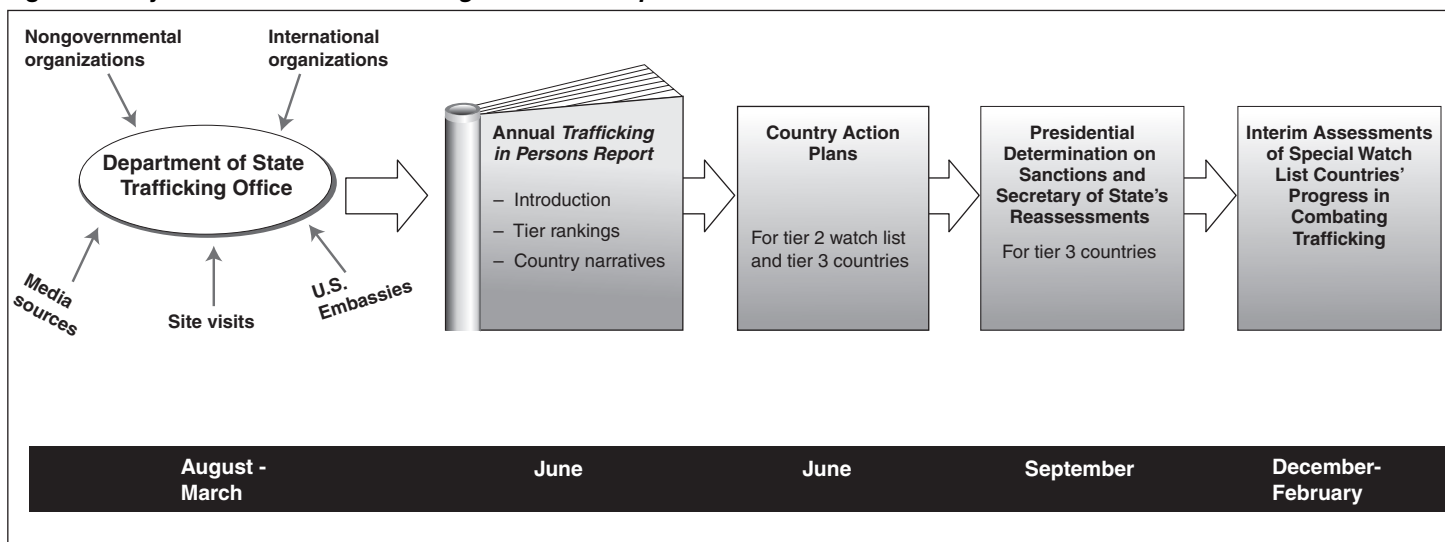 Nongovernmental
organizations
International
organizations
Department of State
Trafficking Office
Media
sources
Site visits
U.S.
Embassies
Annual Trafficking
in Persons Report
– Introduction
– Tier rankings
– Country narratives
Country Action
Plans
For tier 2 watch list
and tier 3 countries
Presidential
Determination on
Sanctions and
Secretary of State’s
Reassessments
For tier 3 countries
Interim Assessments
of Special Watch
List Countries’
Progress in
Combating
Trafficking
August -
March
June
June
September
December-
February